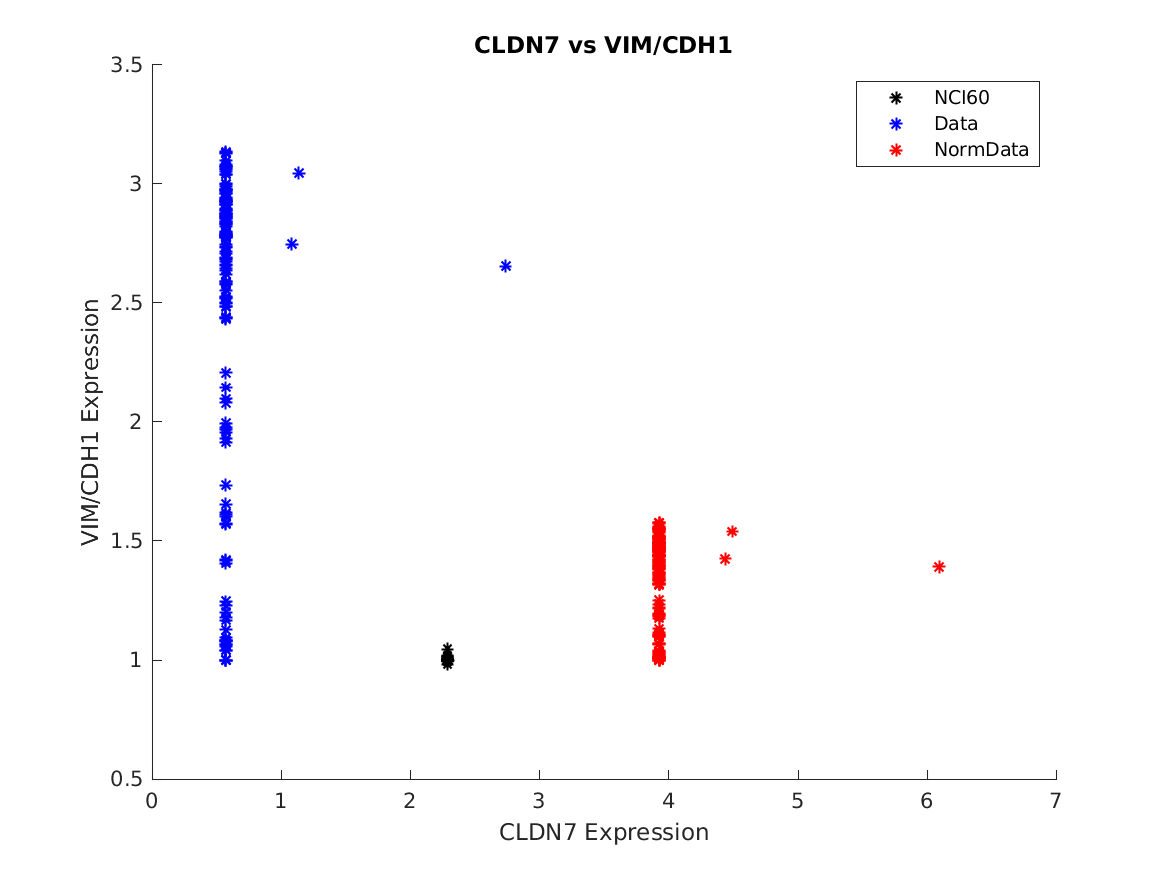 CLDN7 vs VIM/CDH1
NCI60
Data
NormData
3.5
3
2.5
2
1.5
1
0.5
VIM/CDH1 Expression
0 1 2 3 4 5 6 7
CLDN7 Expression